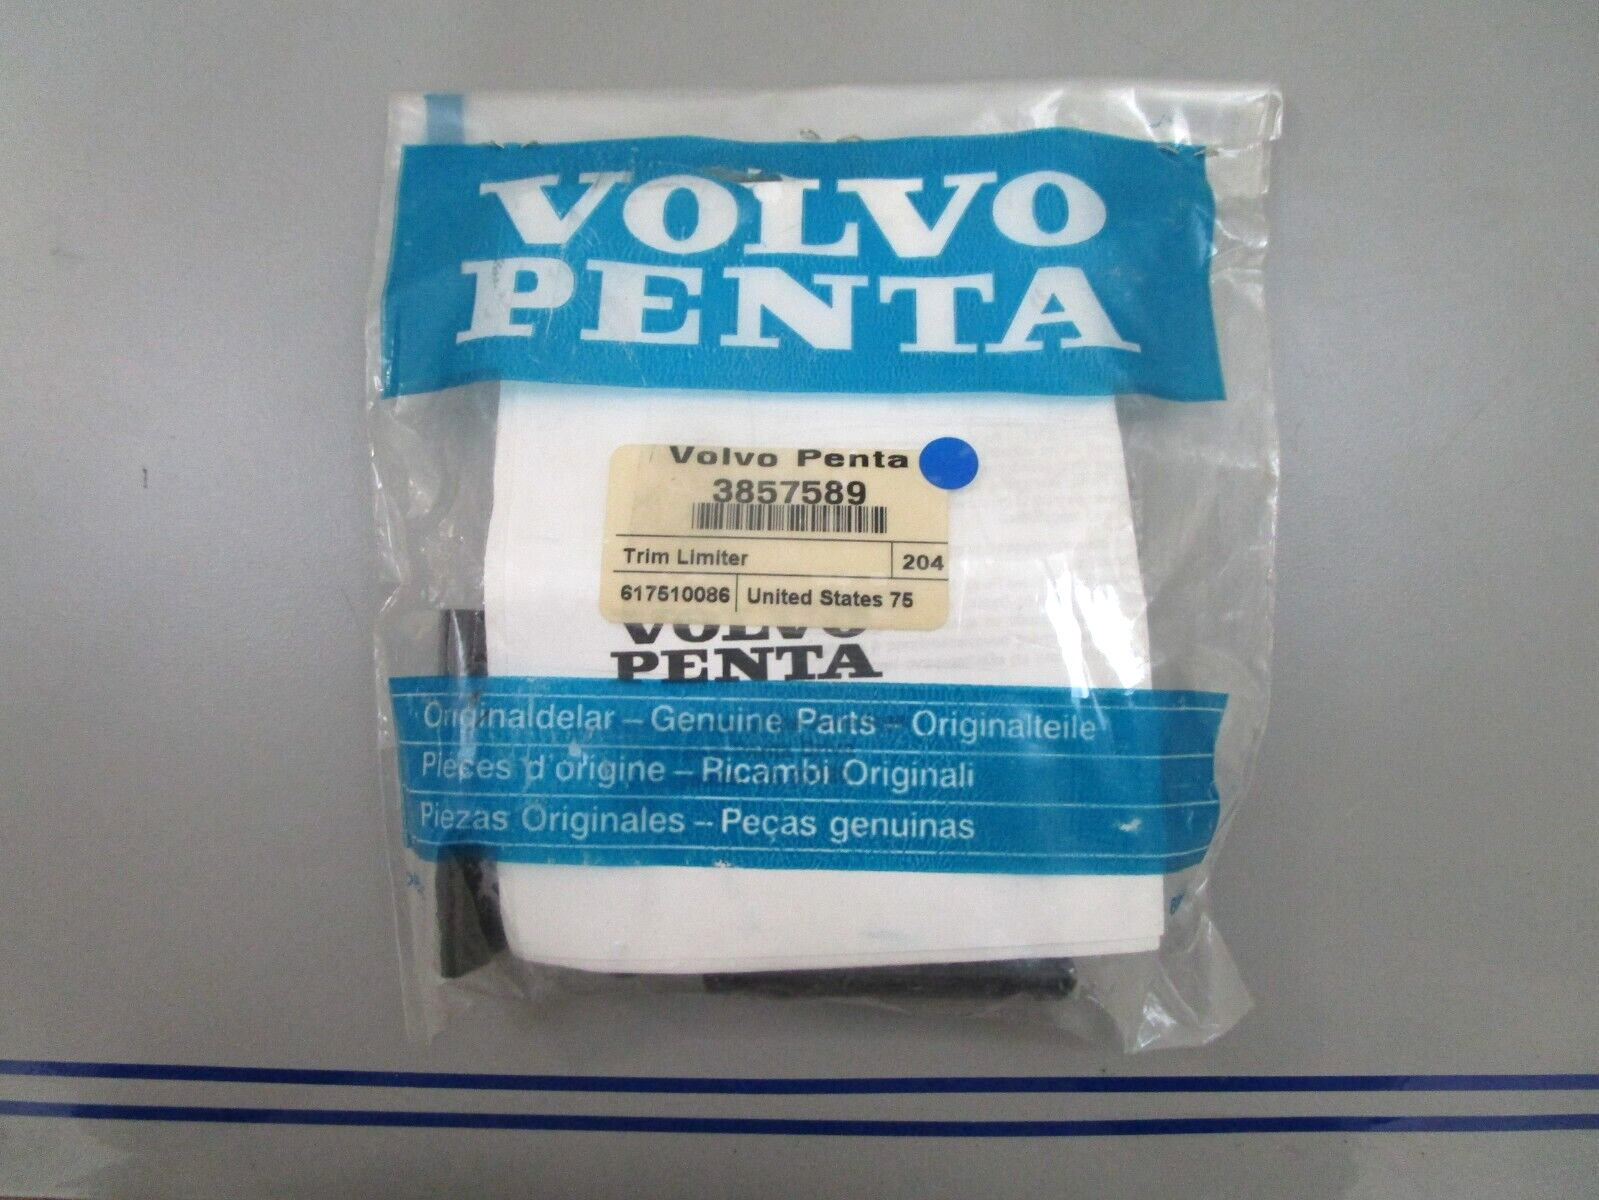 VOLVO
PENTA
Volvo Penta
3857589
Trim Limiter 204
617510086 United States 75
VOLVO
PENTA
Originaldelar – Genuine Parts – Originalteile
Pièces d'origine – Ricambi Originali
Piezas Originales – Peças genuinas